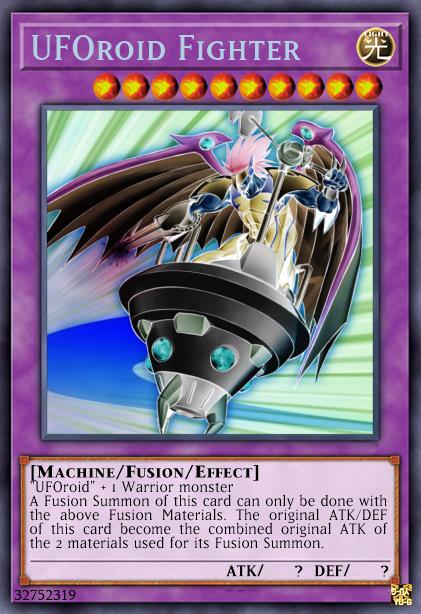 UFOroid Fighter
LIGHT
光
[Machine/Fusion/Effect]
"UFOroid" + 1 Warrior monster
A Fusion Summon of this card can only be done with
the above Fusion Materials. The original ATK/DEF
of this card become the combined original ATK of
the 2 materials used for its Fusion Summon.
ATK/ ? DEF/ ?
32752319